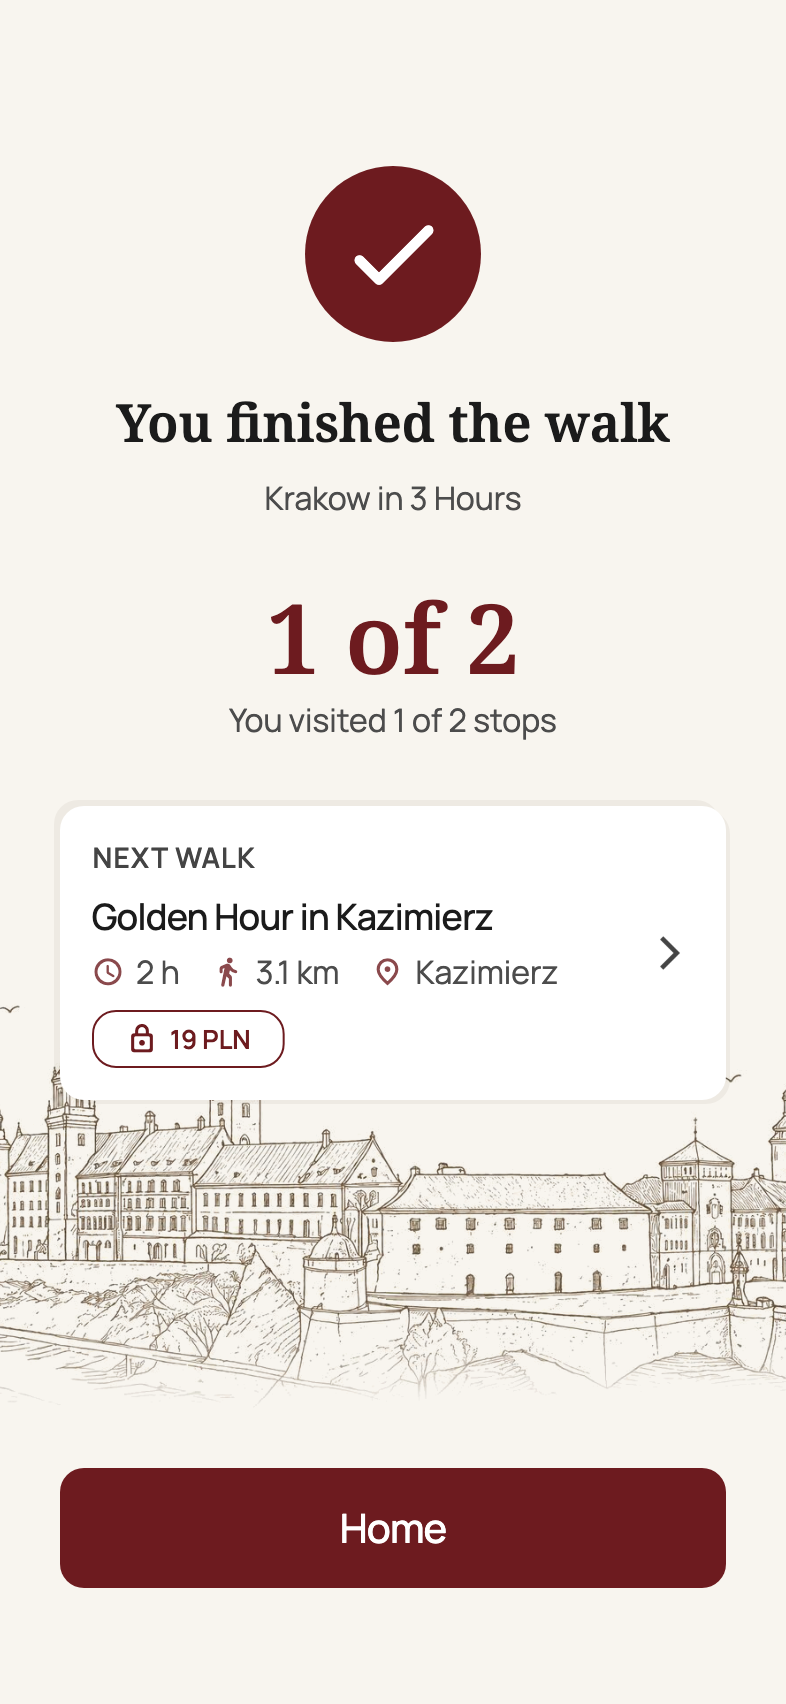 You finished the walk
Krakow in 3 Hours
1 of 2
You visited 1 of 2 stops
NEXT WALK
Golden Hour in Kazimierz
2 h 3.1 km Kazimierz
19 PLN
Home